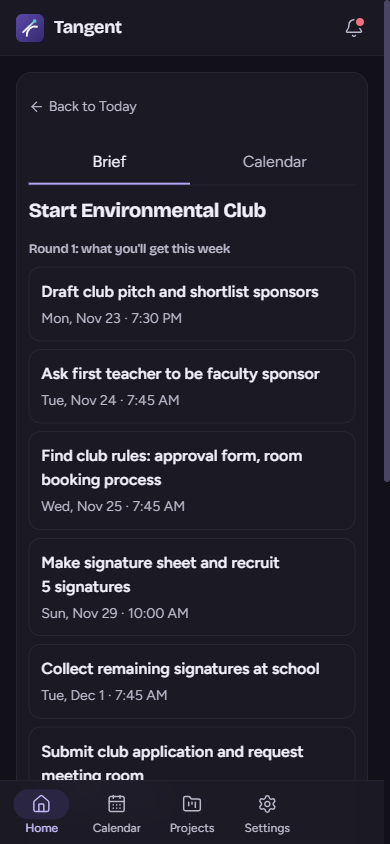 Tangent
← Back to Today
Brief
Calendar
Start Environmental Club
Round 1: what you'll get this week
Draft club pitch and shortlist sponsors
Mon, Nov 23 · 7:30 PM
Ask first teacher to be faculty sponsor
Tue, Nov 24 · 7:45 AM
Find club rules: approval form, room
booking process
Wed, Nov 25 · 7:45 AM
Make signature sheet and recruit
5 signatures
Sun, Nov 29 · 10:00 AM
Collect remaining signatures at school
Tue, Dec 1 · 7:45 AM
Submit club application and request
meeting room
Home
Calendar
Projects
Settings